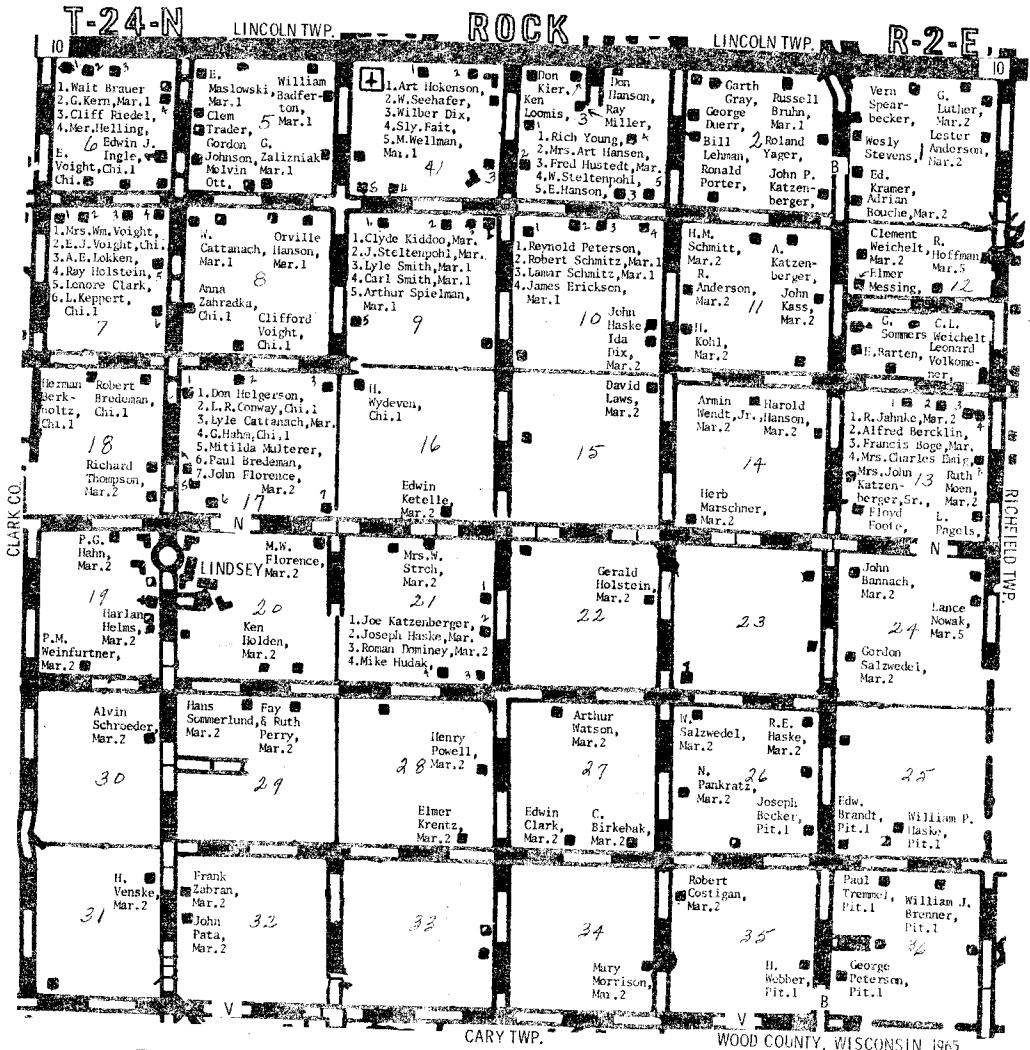 T-24-N
LINCOLN TWP.
ROCK
LINCOLN TWP.
R-2-E
10
10
1.Walt Brauer
2.G.Kern,Mar.1
3.Cliff Riedel,
4.Mer.Helling,
6 Edwin J.
Ingle,
E.
Voight,Chi.1
Chi.
E.
Maslowski,
Mar.1
William
Badfer-
ton,
Mar.1
Clem
Trader,
5
Gordon
Johnson,
G.
Zalizniak
Mar.1
Melvin
Ott,
1.Art Hokenson,
2.W.Seehafer,
3.Wilber Dix,
4.Sly.Fait,
5.M.Wellman,
Mar.1
4
Don
Kier,
Ken
Loomis,
3
Don
Hanson,
Ray
Miller,
1.Rich Young,
2.Mrs.Art Hansen,
3.Fred Hustedt,Mar.1
4.W.Steltenpohl,
5.E.Hanson,
Garth
Gray,
George
Duerr,
Bill
Lehman,
Ronald
Porter,
2
Russell
Bruhn,
Mar.1
Roland
Yager,
John P.
Katzen-
berger,
B
Vern
Spear-
becker,
G.
Luther,
Mar.2
Wesly
Stevens,
1
Lester
Anderson,
Mar.2
Ed.
Kramer,
Adrian
Bouche,Mar.2
1.Mrs.Wm.Voight,
2.E.J.Voight,Chi.
3.A.E.Lokken,
4.Ray Holstein,
5.Lenore Clark,
6.L.Keppert,
Chi.1
7
W.
Cattanach,
Mar.1
Orville
Hanson,
Mar.1
8
Anna
Zahradka,
Chi.1
Clifford
Voight,
Chi.1
1.Clyde Kiddoo,Mar.
2.J.Steltenpohl,Mar.
3.Lyle Smith,Mar.1
4.Carl Smith,Mar.1
5.Arthur Spielman,
Mar.1
9
1.Reynold Peterson,
2.Robert Schmitz,Mar.1
3.Lamar Schmitz,Mar.1
4.James Erickson,
Mar.1
10
John
Haske,
Ida
Dix,
Mar.2
H.M.
Schmitt,
Mar.2
A.
Katzen-
berger,
R.
Anderson,
Mar.2
11
John
Kass,
Mar.2
H.
Kohl,
Mar.2
Clement
Weichelt
Mar.2
R.
Hoffman
Mar.5
Elmer
Messing,
12
G.
Sommers
C.L.
Weichelt
E.Barten,
Leonard
Volkome-
ner,
Herman
Berk-
holtz,
Chi.1
Robert
Bredeman,
Chi.1
18
Richard
Thompson,
Mar.2
1.Don Helgerson,
2.L.R.Conway,Chi.1
3.Lyle Cattanach,Mar.
4.G.Hahm,Chi.1
5.Mitilda Multerer,
6.Paul Bredeman,
7.John Florence,
Mar.2
17
H.
Wydeven,
Chi.1
16
Edwin
Ketelle,
Mar.2
David
Laws,
Mar.2
15
Armin
Wendt,Jr.,
Mar.2
Harold
Hanson,
Mar.2
14
Herb
Marschner,
Mar.2
1.R.Jahnke,Mar.2
2.Alfred Bercklin,
3.Francis Boge,Mar.
4.Mrs.Charles Emig,
Mrs.John
Katzen-
berger,Sr.,
13
Ruth
Moen,
Mar.2
Floyd
Foote,
L.
Pagels,
CLARK CO.
RICHFIELD TWP.
N
N
P.G.
Hahn,
Mar.2
19
Harlan
Helms,
Mar.2
P.M.
Weinfurtner,
Mar.2
LINDSEY
M.W.
Florence,
Mar.2
20
Ken
Holden,
Mar.2
Mrs.W.
Stroh,
Mar.2
21
1.Joe Katzenberger,
2.Joseph Haske,Mar.
3.Roman Dominey,Mar.2
4.Mike Hudak,
Gerald
Holstein,
Mar.2
22
23
John
Bannach,
Mar.2
Lance
Nowak,
Mar.5
24
Gordon
Salzwedel,
Mar.2
Alvin
Schroeder,
Mar.2
30
Hans
Sommerlund,
Mar.2
Fay
& Ruth
Perry,
Mar.2
29
Henry
Powell,
Mar.2
28
Elmer
Krentz,
Mar.2
Arthur
Watson,
Mar.2
27
Edwin
Clark,
Mar.2
C.
Birkebak,
Mar.2
W.
Salzwedel,
Mar.2
R.E.
Haske,
Mar.2
N.
Pankratz,
Mar.2
26
Joseph
Becker,
Pit.1
25
Edw.
Brandt,
Pit.1
William P.
Haske,
Pit.1
H.
Venske,
Mar.2
31
Frank
Zabran,
Mar.2
John
Pata,
Mar.2
32
33
34
Mary
Morrison,
Mar.2
Robert
Costigan,
Mar.2
35
H.
Webber,
Pit.1
Paul
Tremmel,
Pit.1
William J.
Brenner,
Pit.1
36
George
Peterson,
Pit.1
B
V
V
CARY TWP.
WOOD COUNTY, WISCONSIN 1965